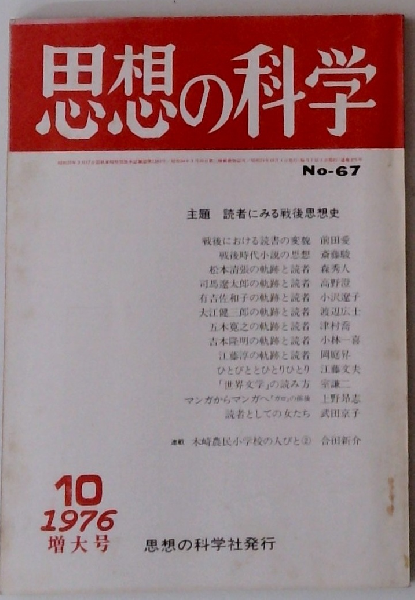 思想の科学
No-67
主題 読者にみる戦後思想史
戦後における読書の変貌 前田愛
戦後時代小説の思想 斎藤駿
松本清張の軌跡と読者 森秀人
司馬遼太郎の軌跡と読者 高野澄
有吉佐和子の軌跡と読者 小沢遼子
大江健三郎の軌跡と読者 渡辺広士
五木寛之の軌跡と読者 津村喬
吉本隆明の軌跡と読者 小林一喜
江藤淳の軌跡と読者 岡庭昇
ひとびととひとりひとり 江藤文夫
「世界文学」の読み方 室謙二
マンガからマンガへ 上野昂志
読者としての女たち 武田京子
連載 木崎農民小学校の人びと② 合田新介
10
1976
増大号
思想の科学社発行